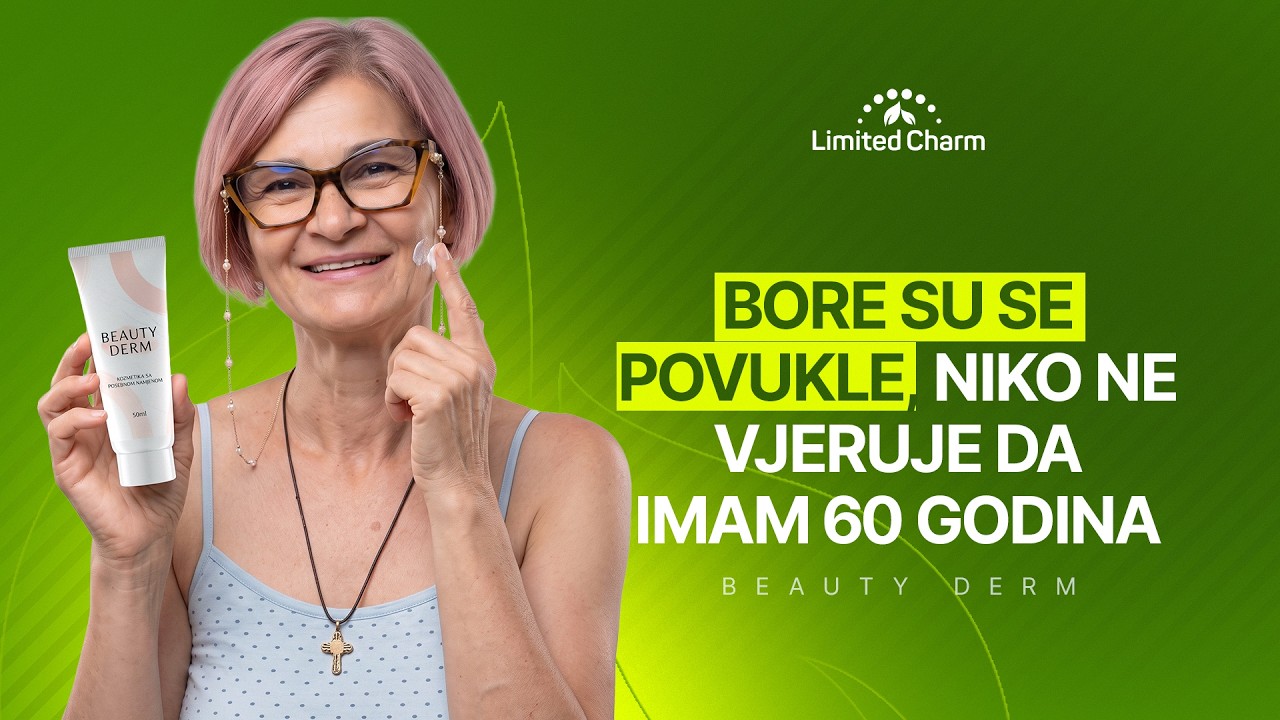 Limited Charm
BORE SU SE
POVUKLE, NIKO NE
VJERUJE DA
IMAM 60 GODINA
BEAUTY DERM
BEAUTY
DERM
KOZMETIKA SA
POSEBNOM NAMJENOM
50ml